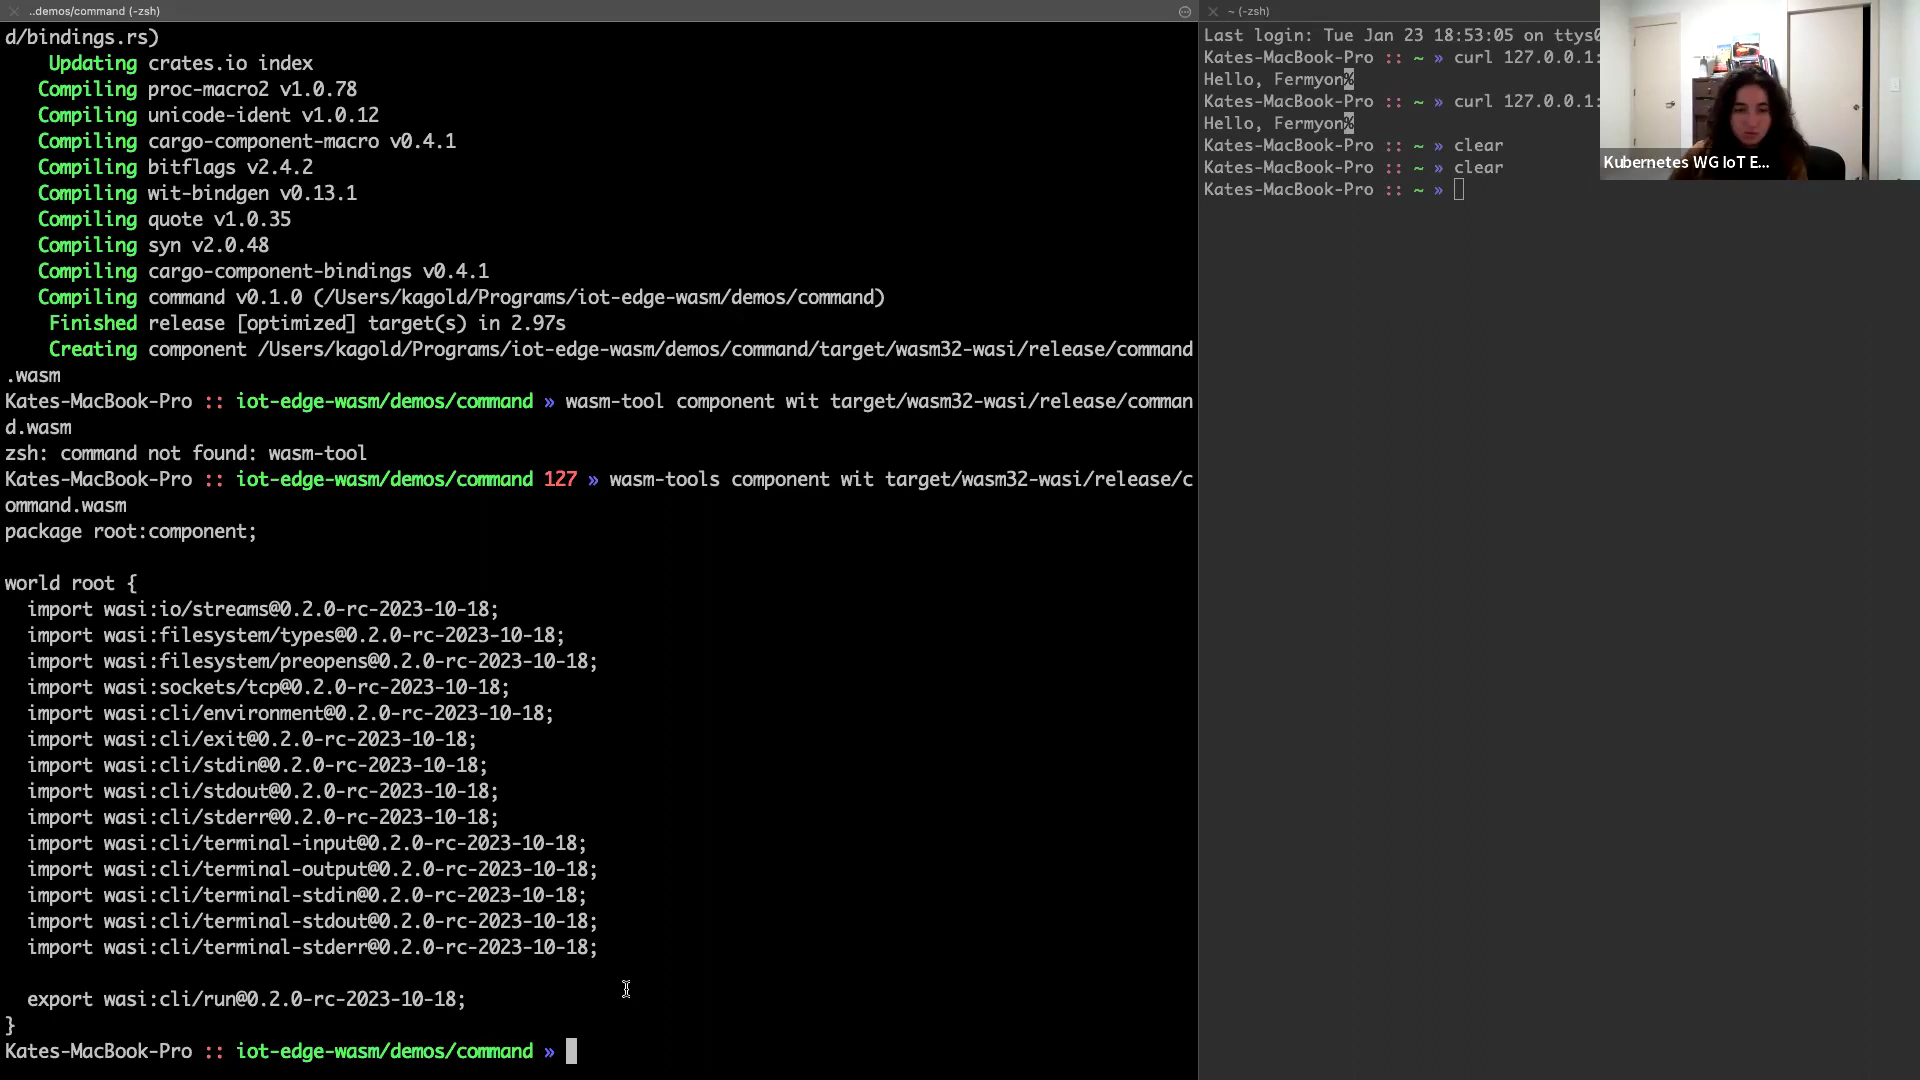 ..demos/command (-zsh)
d/bindings.rs)
Updating crates.io index
Compiling proc-macro2 v1.0.78
Compiling unicode-ident v1.0.12
Compiling cargo-component-macro v0.4.1
Compiling bitflags v2.4.2
Compiling wit-bindgen v0.13.1
Compiling quote v1.0.35
Compiling syn v2.0.48
Compiling cargo-component-bindings v0.4.1
Compiling command v0.1.0 (/Users/kagold/Programs/iot-edge-wasm/demos/command)
Finished release [optimized] target(s) in 2.97s
Creating component /Users/kagold/Programs/iot-edge-wasm/demos/command/target/wasm32-wasi/release/command
.wasm
Kates-MacBook-Pro :: iot-edge-wasm/demos/command » wasm-tool component wit target/wasm32-wasi/release/comman
d.wasm
zsh: command not found: wasm-tool
Kates-MacBook-Pro :: iot-edge-wasm/demos/command 127 » wasm-tools component wit target/wasm32-wasi/release/c
ommand.wasm
package root:component;
world root {
import wasi:io/streams@0.2.0-rc-2023-10-18;
import wasi:filesystem/types@0.2.0-rc-2023-10-18;
import wasi:filesystem/preopens@0.2.0-rc-2023-10-18;
import wasi:sockets/tcp@0.2.0-rc-2023-10-18;
import wasi:cli/environment@0.2.0-rc-2023-10-18;
import wasi:cli/exit@0.2.0-rc-2023-10-18;
import wasi:cli/stdin@0.2.0-rc-2023-10-18;
import wasi:cli/stdout@0.2.0-rc-2023-10-18;
import wasi:cli/stderr@0.2.0-rc-2023-10-18;
import wasi:cli/terminal-input@0.2.0-rc-2023-10-18;
import wasi:cli/terminal-output@0.2.0-rc-2023-10-18;
import wasi:cli/terminal-stdin@0.2.0-rc-2023-10-18;
import wasi:cli/terminal-stdout@0.2.0-rc-2023-10-18;
import wasi:cli/terminal-stderr@0.2.0-rc-2023-10-18;
export wasi:cli/run@0.2.0-rc-2023-10-18;
}
Kates-MacBook-Pro :: iot-edge-wasm/demos/command »
~ (-zsh)
Last login: Tue Jan 23 18:53:05 on ttys0
Kates-MacBook-Pro :: ~ » curl 127.0.0.1:
Hello, Fermyon%
Kates-MacBook-Pro :: ~ » curl 127.0.0.1:
Hello, Fermyon%
Kates-MacBook-Pro :: ~ » clear
Kates-MacBook-Pro :: ~ » clear
Kates-MacBook-Pro :: ~ »
Kubernetes WG IoT E...